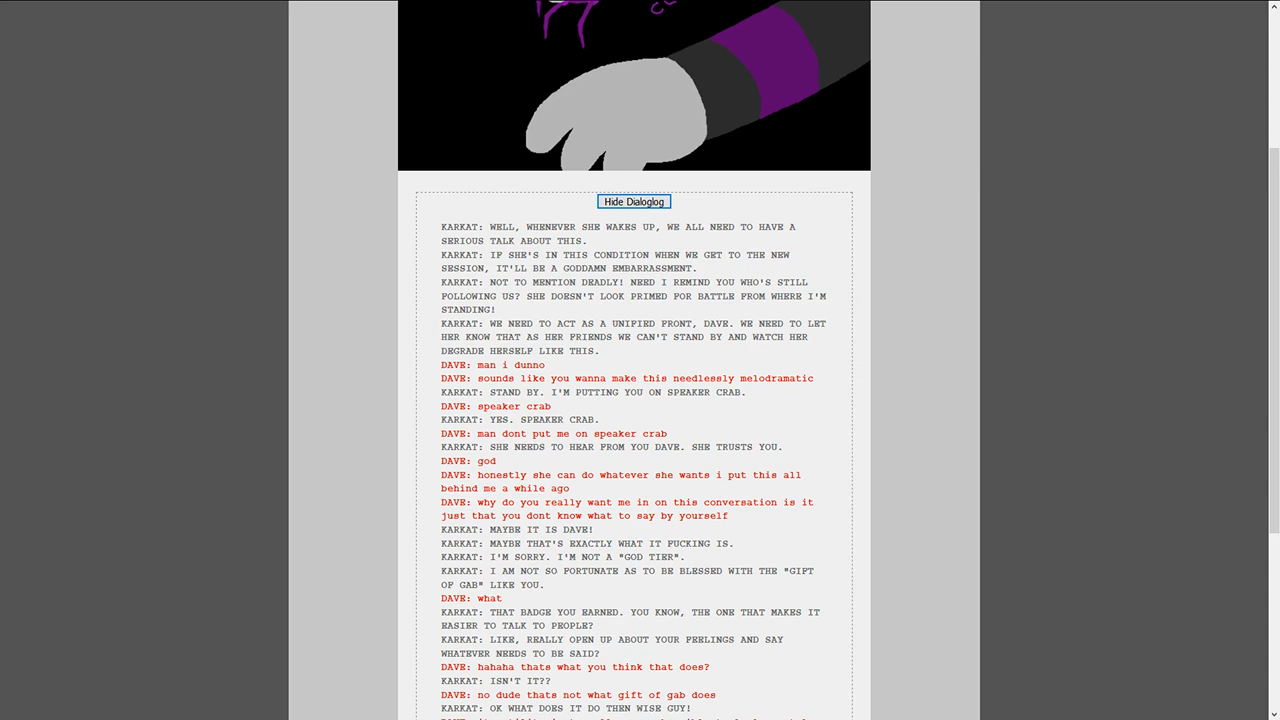 Hide Dialoglog
KARKAT: WELL, WHENEVER SHE WAKES UP, WE ALL NEED TO HAVE A
SERIOUS TALK ABOUT THIS.
KARKAT: IF SHE'S IN THIS CONDITION WHEN WE GET TO THE NEW
SESSION, IT'LL BE A GODDAMN EMBARRASSMENT.
KARKAT: NOT TO MENTION DEADLY! NEED I REMIND YOU WHO'S STILL
FOLLOWING US? SHE DOESN'T LOOK PRIMED FOR BATTLE FROM WHERE I'M
STANDING!
KARKAT: WE NEED TO ACT AS A UNIFIED FRONT, DAVE. WE NEED TO LET
HER KNOW THAT AS HER FRIENDS WE CAN'T STAND BY AND WATCH HER
DEGRADE HERSELF LIKE THIS.
DAVE: man i dunno
DAVE: sounds like you wanna make this needlessly melodramatic
KARKAT: STAND BY. I'M PUTTING YOU ON SPEAKER CRAB.
DAVE: speaker crab
KARKAT: YES. SPEAKER CRAB.
DAVE: man dont put me on speaker crab
KARKAT: SHE NEEDS TO HEAR FROM YOU DAVE. SHE TRUSTS YOU.
DAVE: god
DAVE: honestly she can do whatever she wants i put this all
behind me a while ago
DAVE: why do you really want me in on this conversation is it
just that you dont know what to say by yourself
KARKAT: MAYBE IT IS DAVE!
KARKAT: MAYBE THAT'S EXACTLY WHAT IT FUCKING IS.
KARKAT: I'M SORRY. I'M NOT A "GOD TIER".
KARKAT: I AM NOT SO FORTUNATE AS TO BE BLESSED WITH THE "GIFT
OF GAB" LIKE YOU.
DAVE: what
KARKAT: THAT BADGE YOU EARNED. YOU KNOW, THE ONE THAT MAKES IT
EASIER TO TALK TO PEOPLE?
KARKAT: LIKE, REALLY OPEN UP ABOUT YOUR FEELINGS AND SAY
WHATEVER NEEDS TO BE SAID?
DAVE: hahaha thats what you think that does?
KARKAT: ISN'T IT??
DAVE: no dude thats not what gift of gab does
KARKAT: OK WHAT DOES IT DO THEN WISE GUY!